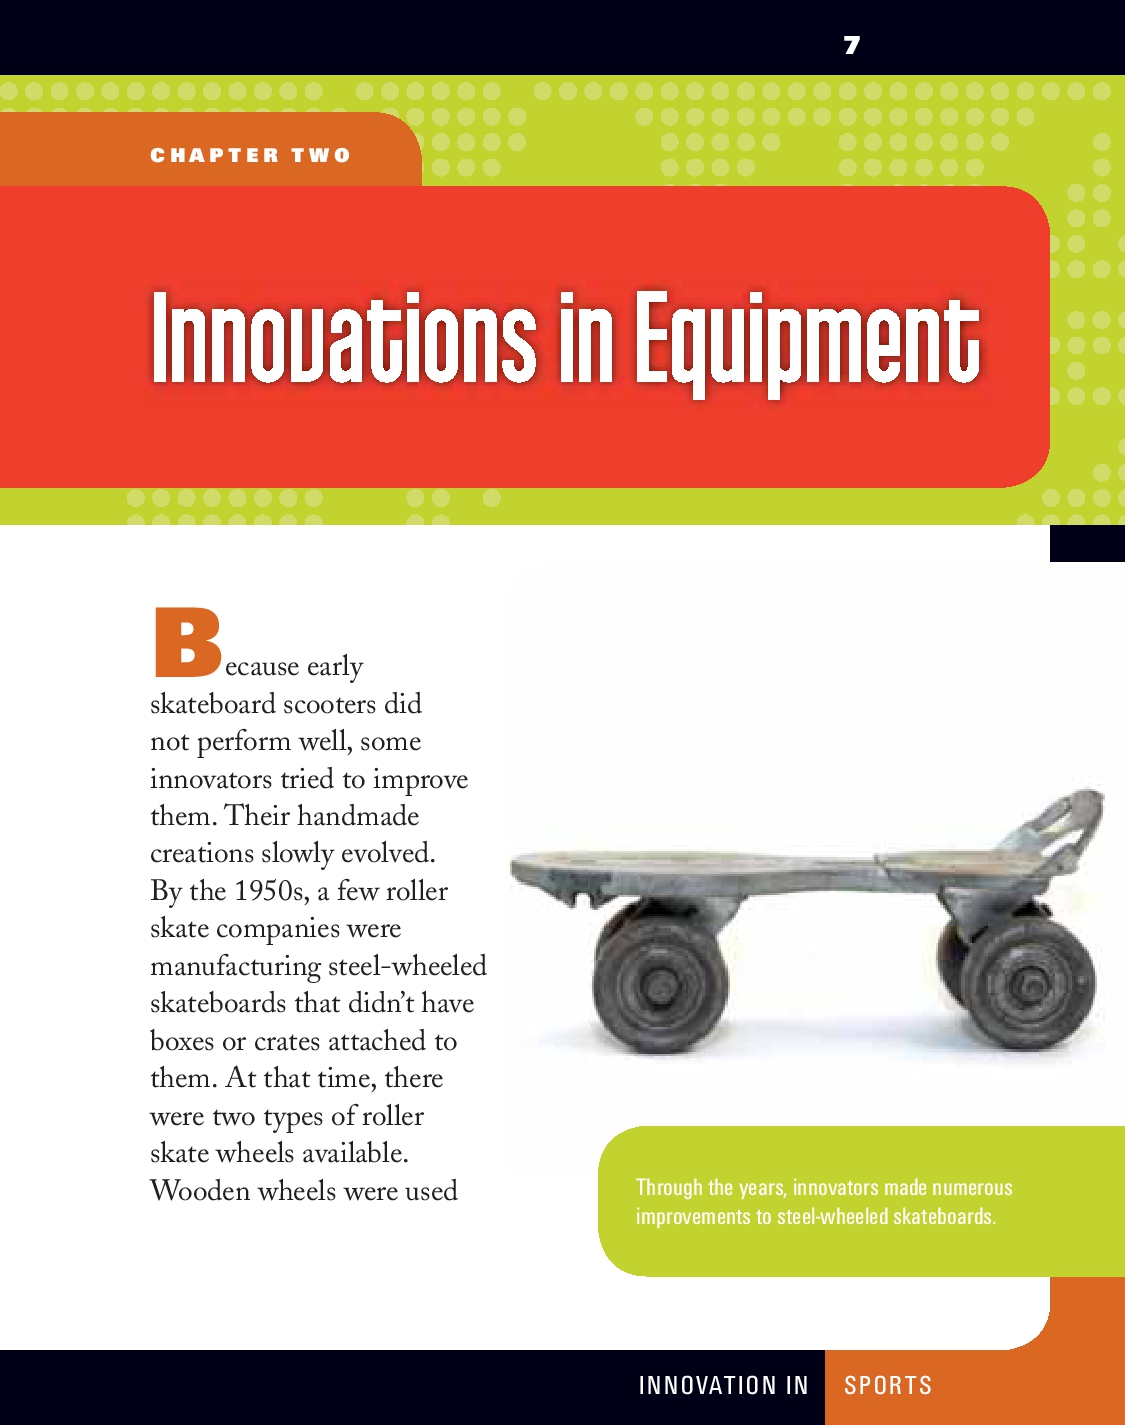 7
CHAPTER TWO
Innovations in Equipment
Because early
skateboard scooters did
not perform well, some
innovators tried to improve
them. Their handmade
creations slowly evolved.
By the 1950s, a few roller
skate companies were
manufacturing steel-wheeled
skateboards that didn’t have
boxes or crates attached to
them. At that time, there
were two types of roller
skate wheels available.
Wooden wheels were used
Through the years, innovators made numerous
improvements to steel-wheeled skateboards.
INNOVATION IN SPORTS